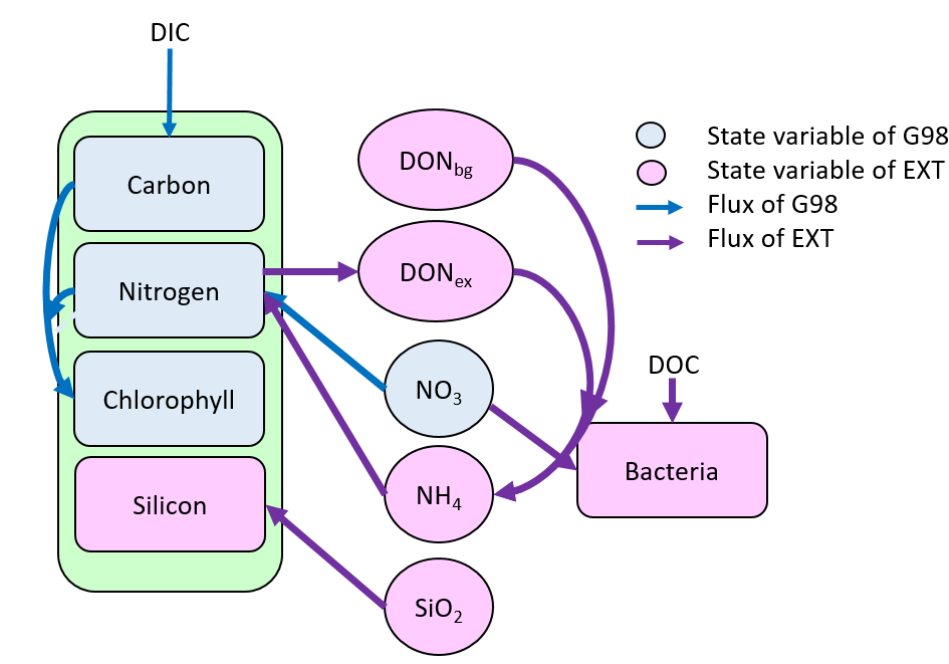 DIC
Carbon
Nitrogen
Chlorophyll
Silicon
DONbg
DONex
NO3
NH4
SiO2
State variable of G98
State variable of EXT
Flux of G98
Flux of EXT
DOC
Bacteria